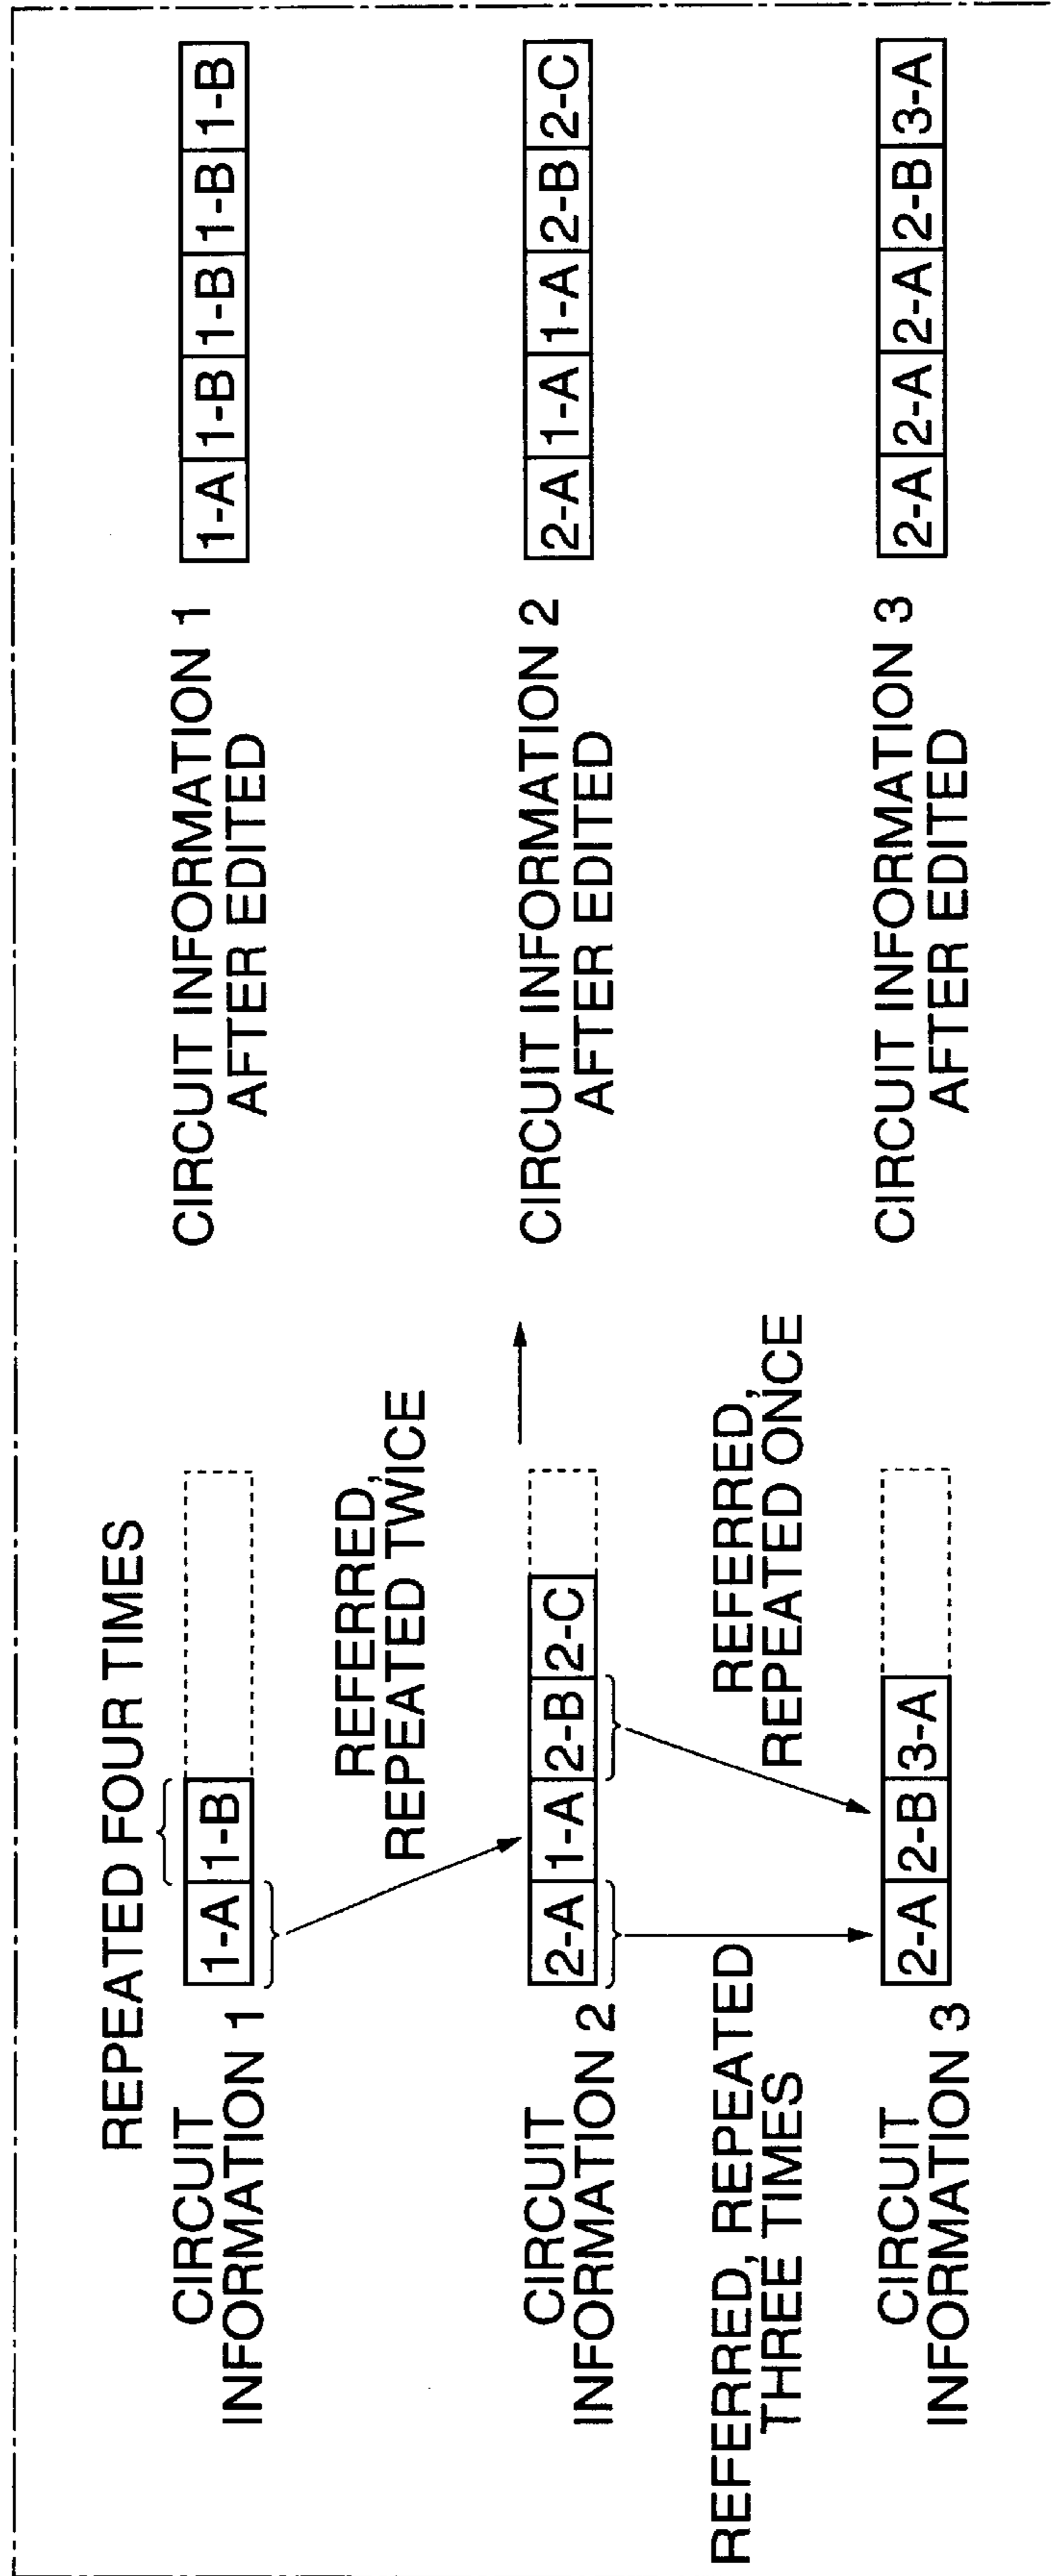 REPEATED FOUR TIMES
CIRCUIT
INFORMATION 1
1-A 1-B
REFERRED,
REPEATED TWICE
CIRCUIT
INFORMATION 2
2-A 1-A 2-B 2-C
REFERRED, REPEATED
THREE TIMES
REFERRED,
REPEATED ONCE
CIRCUIT
INFORMATION 3
2-A 2-B 3-A
CIRCUIT INFORMATION 1
AFTER EDITED
1-A 1-B 1-B 1-B 1-B
CIRCUIT INFORMATION 2
AFTER EDITED
2-A 1-A 1-A 2-B 2-C
CIRCUIT INFORMATION 3
AFTER EDITED
2-A 2-A 2-A 2-B 3-A